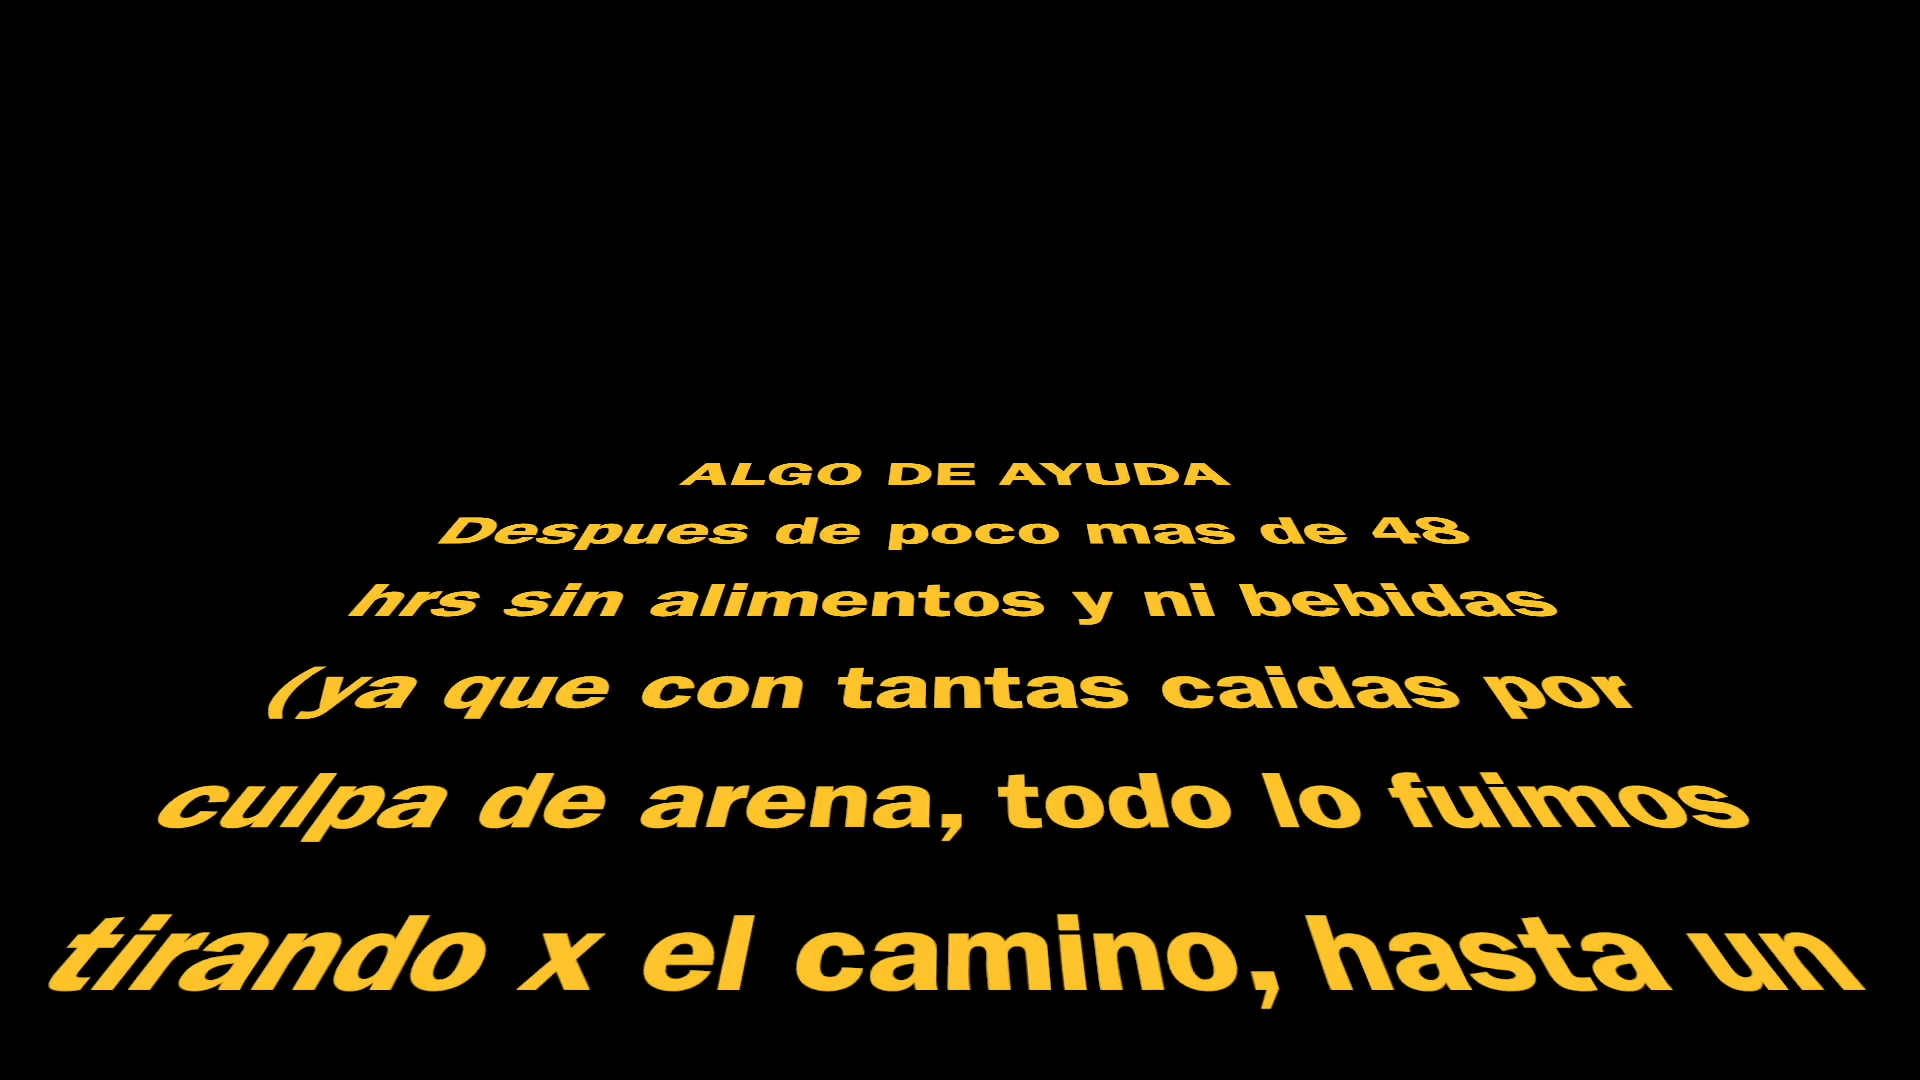 ALGO DE AYUDA
Despues de poco mas de 48
hrs sin alimentos y ni bebidas
(ya que con tantas caidas por
culpa de arena, todo lo fuimos
tirando x el camino, hasta un